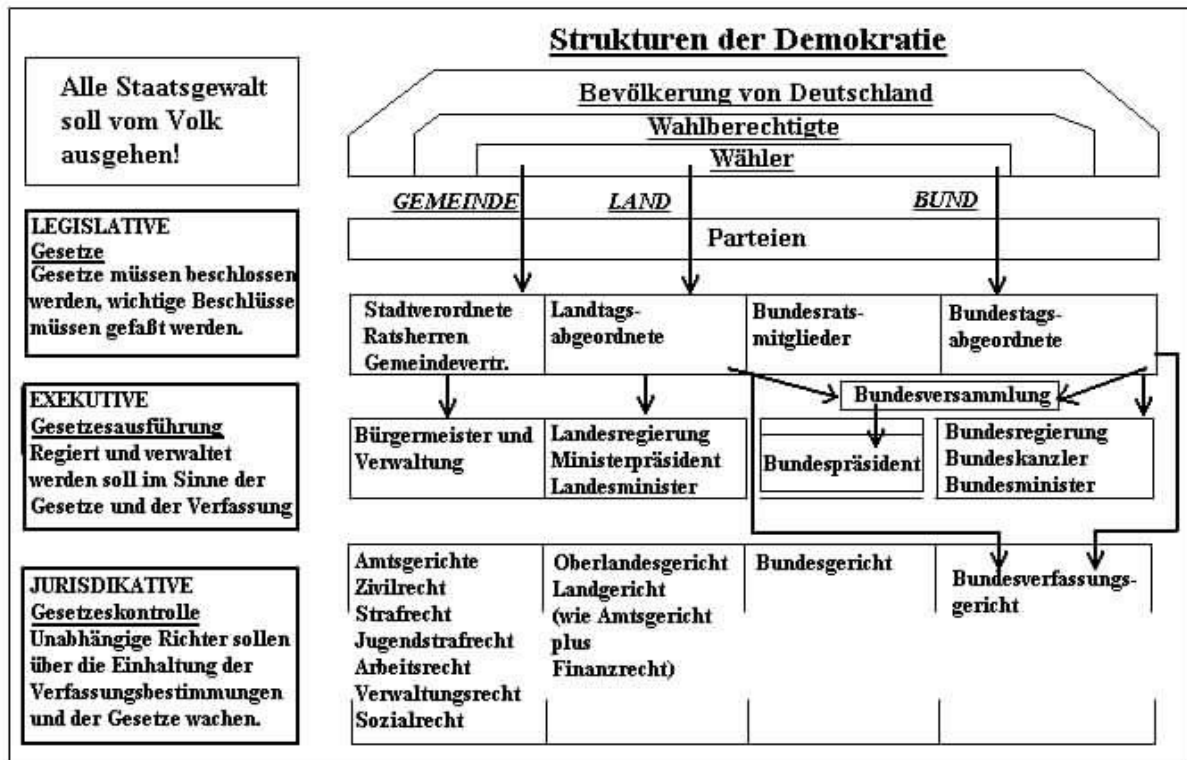 Strukturen der Demokratie
Alle Staatsgewalt
soll vom Volk
ausgehen!
Bevölkerung von Deutschland
Wahlberechtigte
Wähler
GEMEINDE
LAND
BUND
Parteien
LEGISLATIVE
Gesetze
Gesetze müssen beschlossen
werden, wichtige Beschlüsse
müssen gefaßt werden.
Stadtverordnete
Ratsherren
Gemeindevertr.
Landtags-
abgeordnete
Bundesrats-
mitglieder
Bundestags-
abgeordnete
Bundesversammlung
EXEKUTIVE
Gesetzesausführung
Regiert und verwaltet
werden soll im Sinne der
Gesetze und der Verfassung
Bürgermeister und
Verwaltung
Landesregierung
Ministerpräsident
Landesminister
Bundespräsident
Bundesregierung
Bundeskanzler
Bundesminister
JURISDIKATIVE
Gesetzeskontrolle
Unabhängige Richter sollen
über die Einhaltung der
Verfassungsbestimmungen
und der Gesetze wachen.
Amtsgerichte
Zivilrecht
Strafrecht
Jugendstrafrecht
Arbeitsrecht
Verwaltungsrecht
Sozialrecht
Oberlandesgericht
Landgericht
(wie Amtsgericht
plus
Finanzrecht)
Bundesgericht
Bundesverfassungs-
gericht